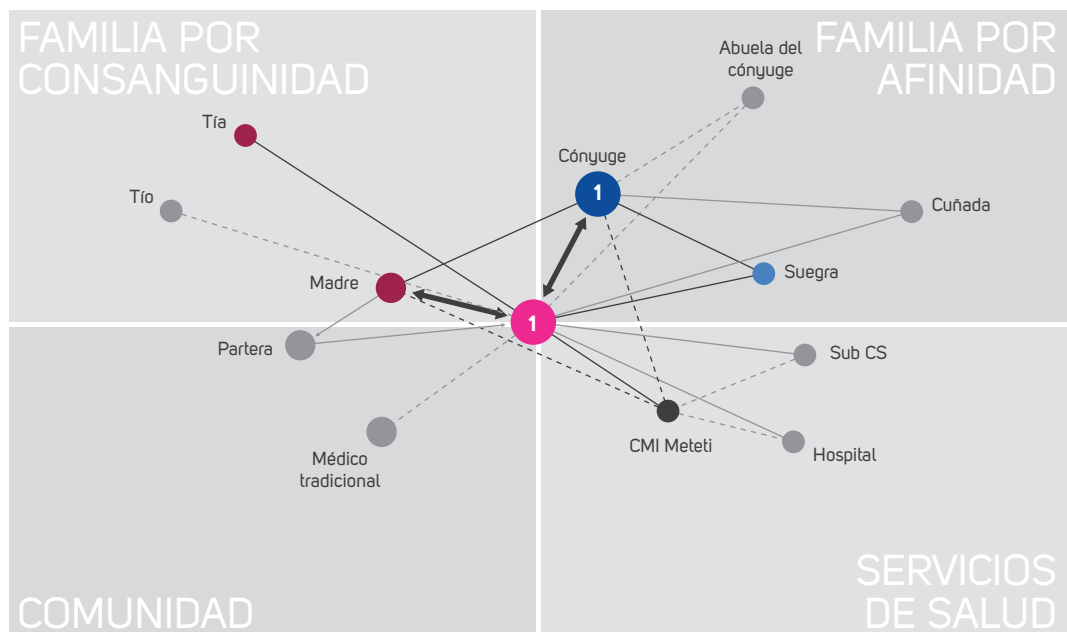 FAMILIA POR
CONSANGUINIDAD
FAMILIA POR
AFINIDAD
Abuela del
cónyuge
Tía
Cónyuge
1
Tío
Cuñada
Madre
Suegra
1
Partera
Sub CS
Médico
tradicional
CMI Meteti
Hospital
COMUNIDAD
SERVICIOS
DE SALUD